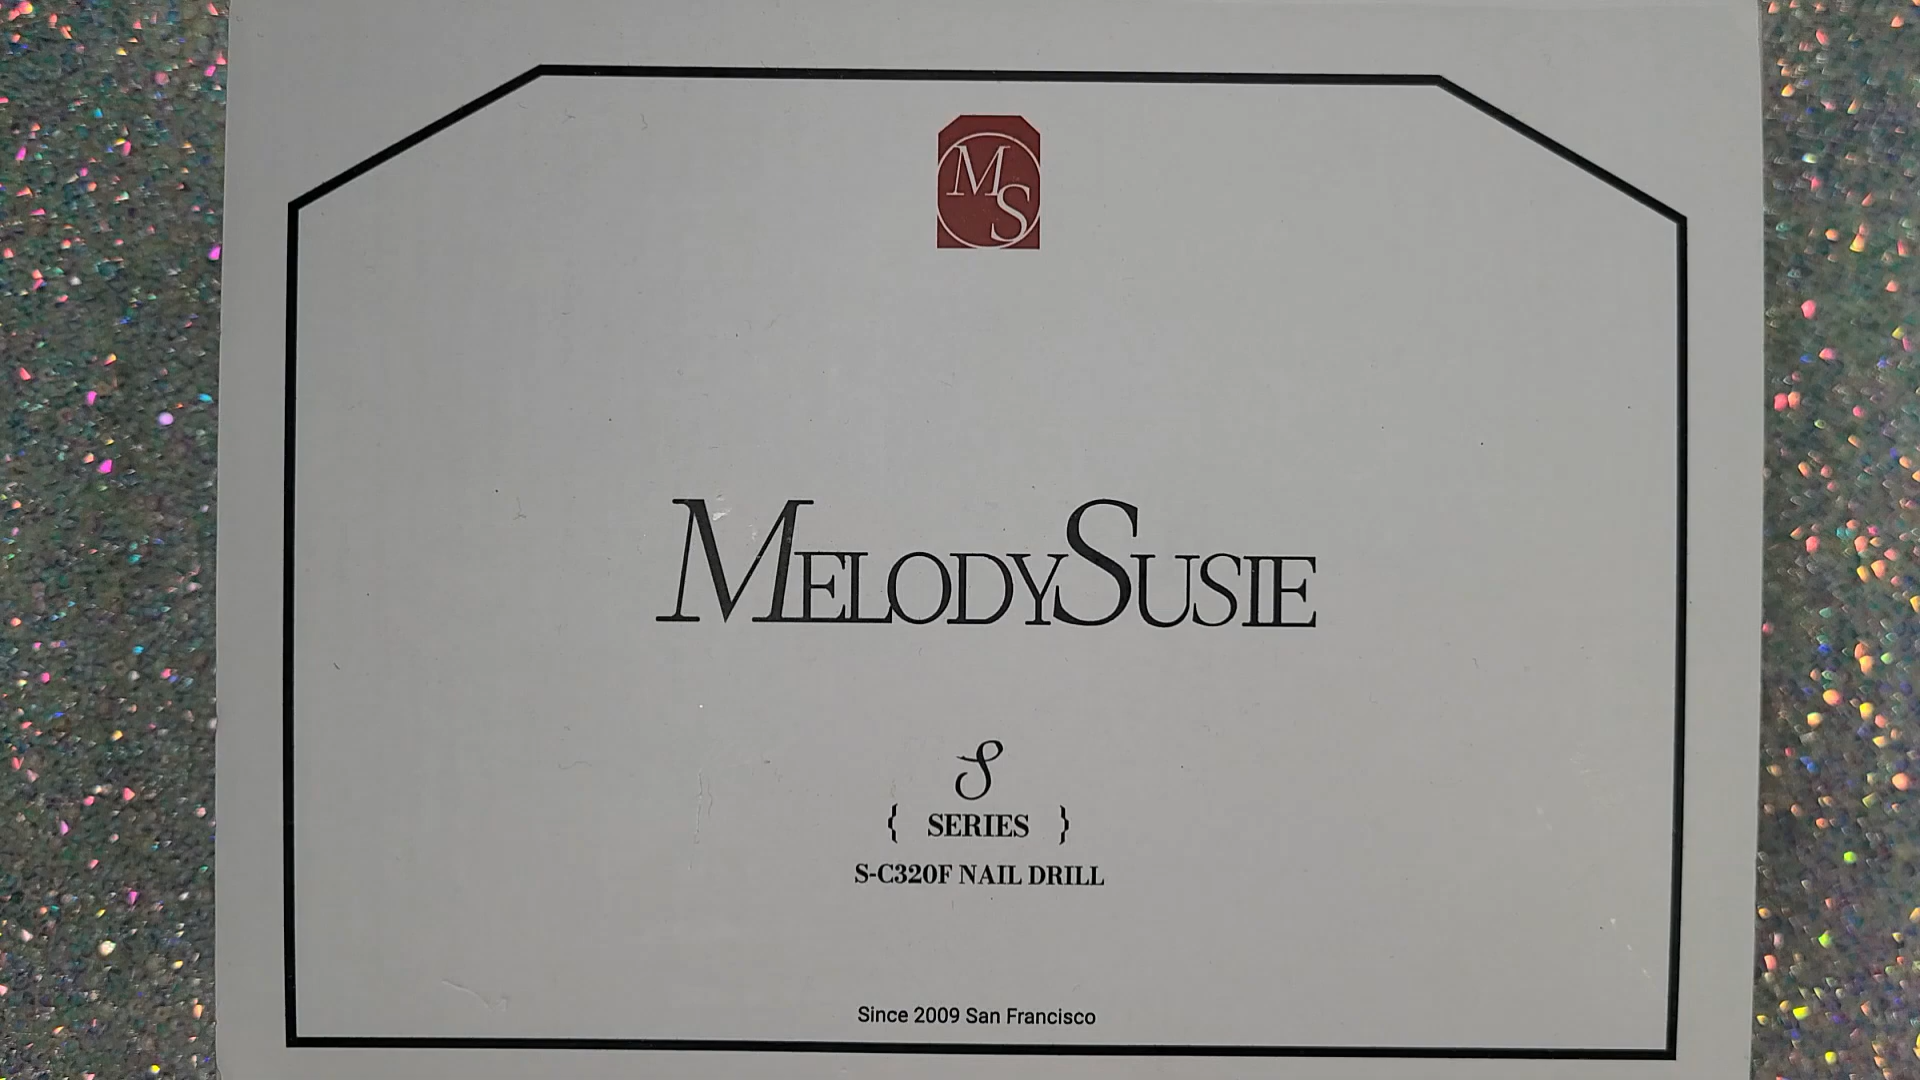 MS
MELODYSUSIE
S
{ SERIES }
S-C320F NAIL DRILL
Since 2009 San Francisco